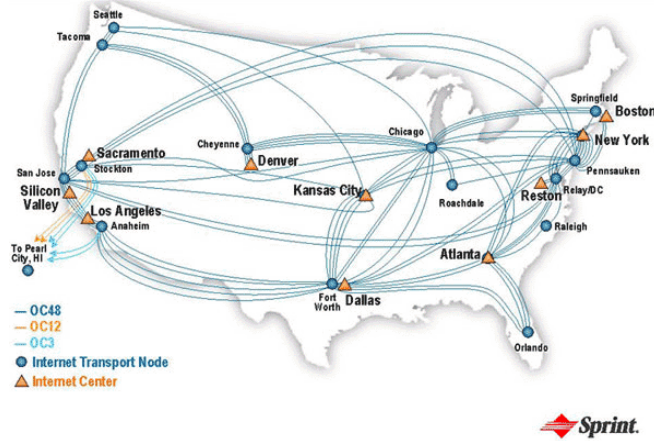 Seattle
Tacoma
Springfield
Boston
Chicago
New York
Cheyenne
Sacramento
Denver
Stockton
Pennsauken
San Jose
Kansas City
Silicon
Valley
Reston
Relay/DC
Roachdale
Los Angeles
Anaheim
Raleigh
To Pearl
City, HI
Atlanta
Fort
Worth
Dallas
OC48
OC12
OC3
Orlando
Internet Transport Node
Internet Center
Sprint.